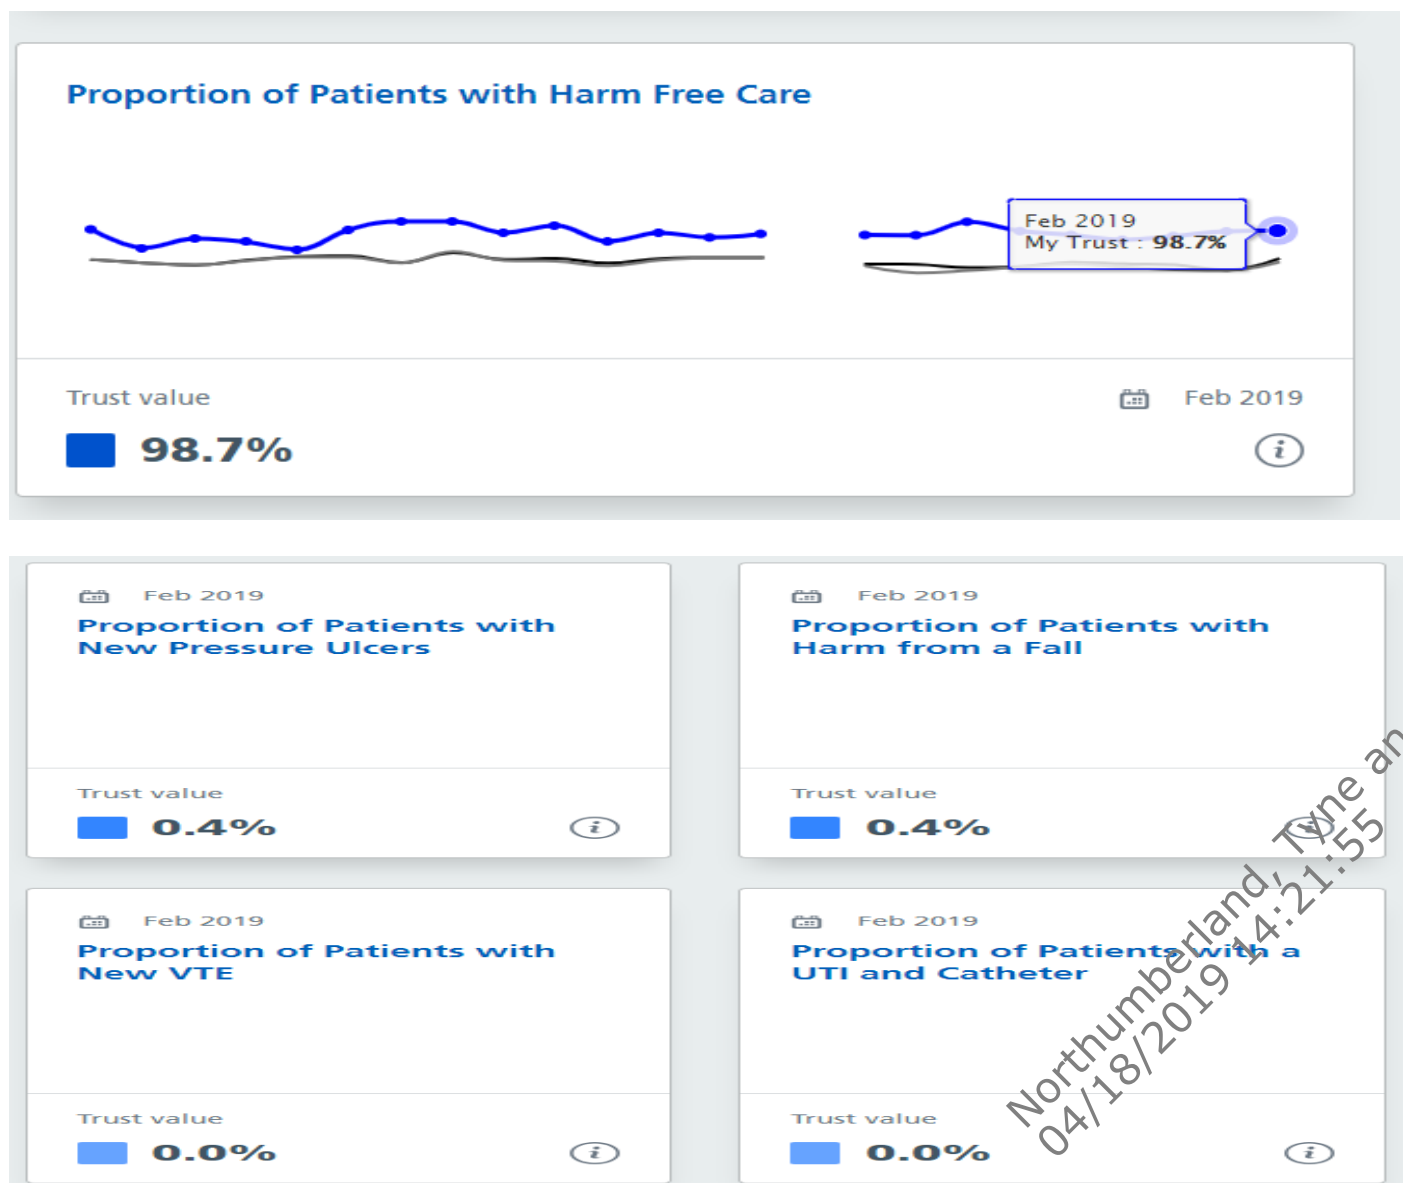 Proportion of Patients with Harm Free Care
Feb 2019
My Trust : 98.7%
Trust value
Feb 2019
98.7%
Feb 2019
Proportion of Patients with
New Pressure Ulcers
Trust value
0.4%
Feb 2019
Proportion of Patients with
Harm from a Fall
Trust value
0.4%
Feb 2019
Proportion of Patients with
New VTE
Trust value
0.0%
Feb 2019
Proportion of Patients with a
UTI and Catheter
Trust value
0.0%
Northumberland, Tyne an
04/18/2019 14:21:55